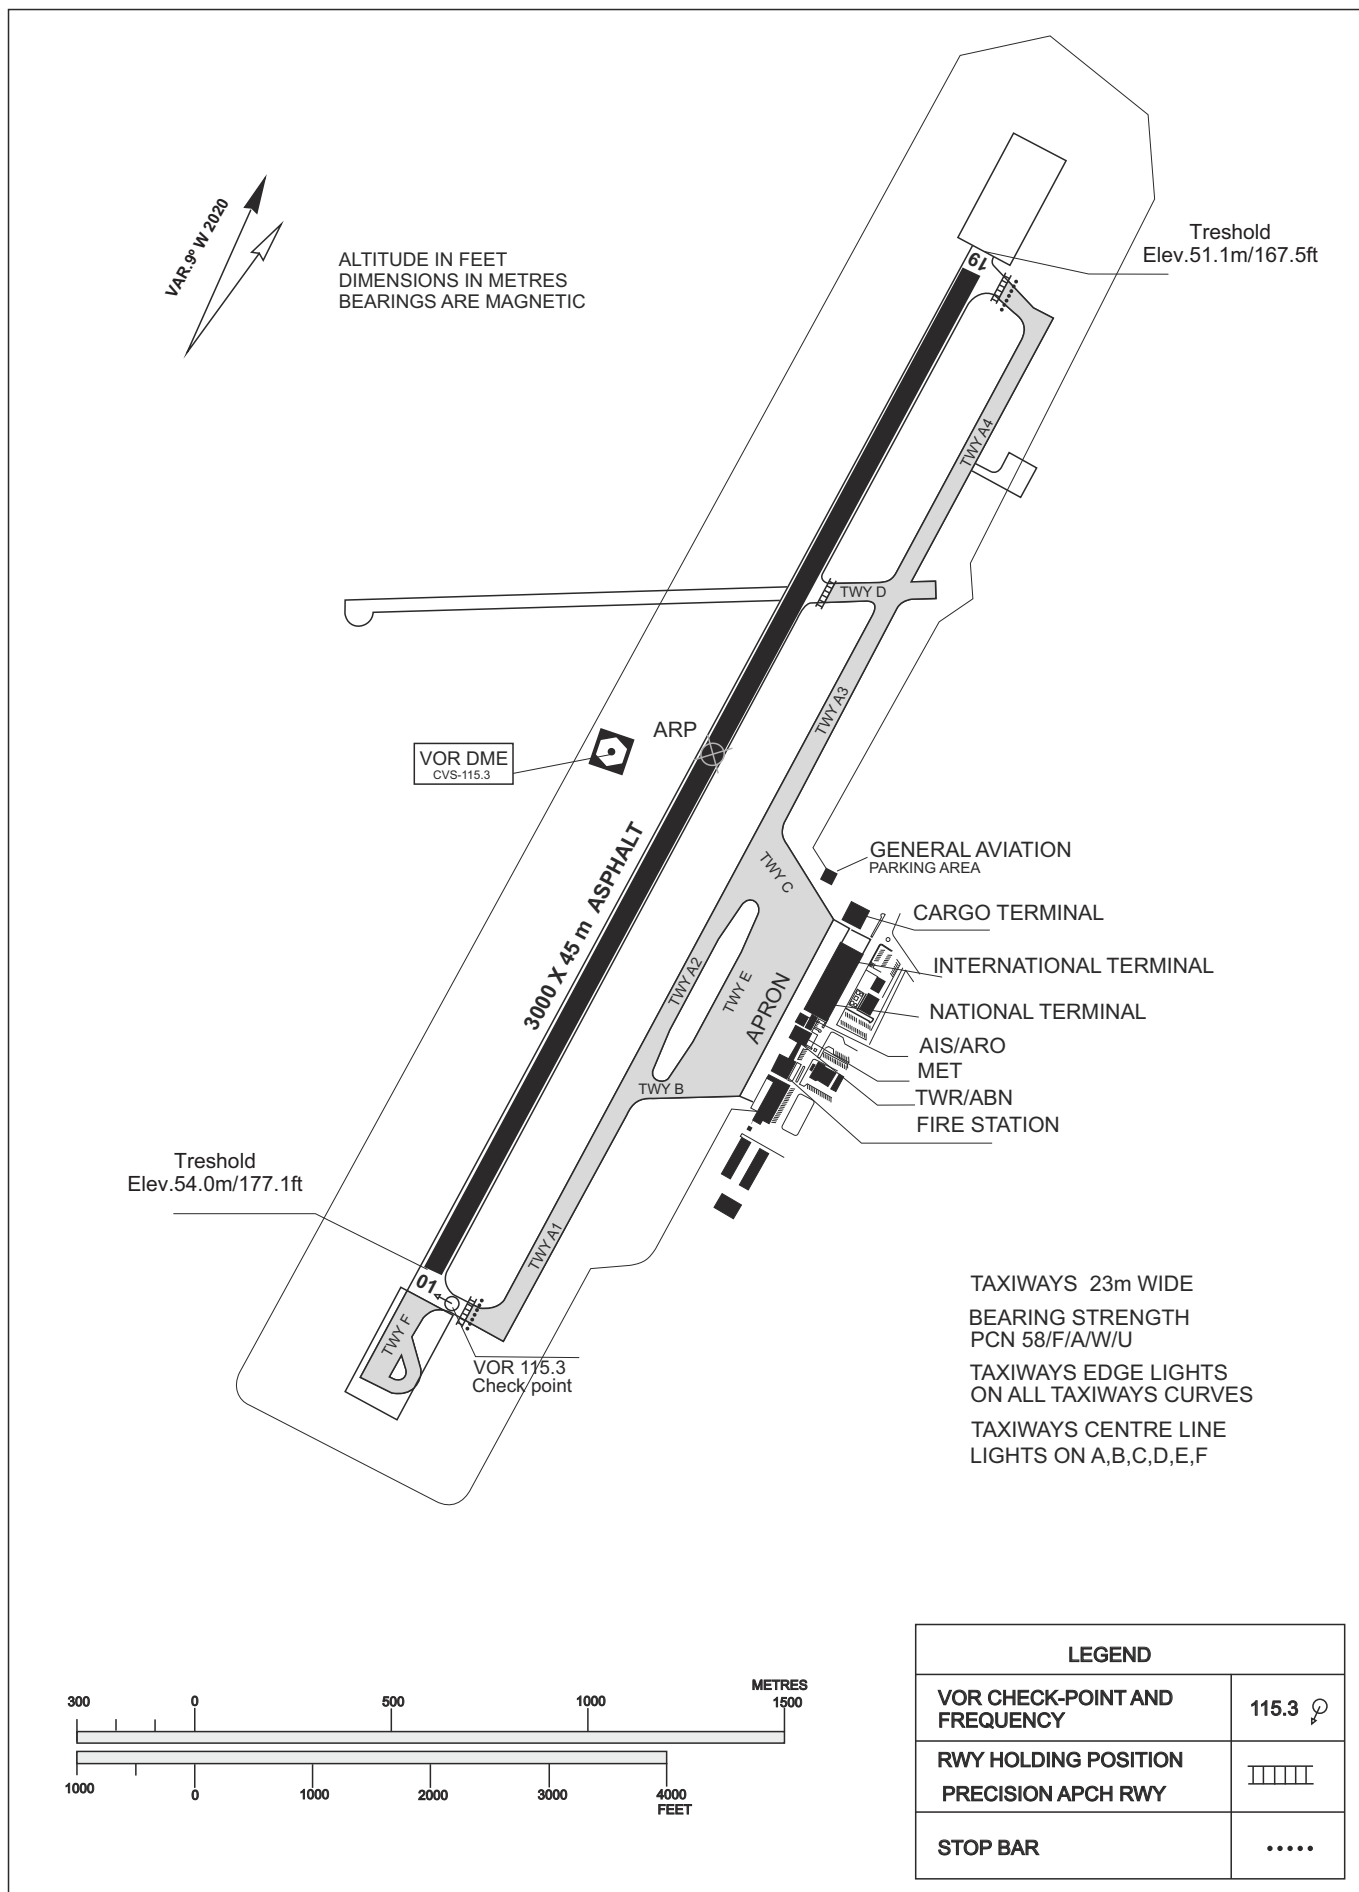 VAR.9º W 2020
ALTITUDE IN FEET
DIMENSIONS IN METRES
BEARINGS ARE MAGNETIC
Treshold
Elev.51.1m/167.5ft
19
TWY A4
TWY D
TWY A3
ARP
VOR DME
CVS-115.3
3000 X 45 m ASPHALT
GENERAL AVIATION
PARKING AREA
TWY C
CARGO TERMINAL
TWY A2
TWY E
APRON
INTERNATIONAL TERMINAL
NATIONAL TERMINAL
AIS/ARO
MET
TWY B
TWR/ABN
FIRE STATION
Treshold
Elev.54.0m/177.1ft
TWY A1
01
TWY F
VOR 115.3
Check point
TAXIWAYS 23m WIDE
BEARING STRENGTH
PCN 58/F/A/W/U
TAXIWAYS EDGE LIGHTS
ON ALL TAXIWAYS CURVES
TAXIWAYS CENTRE LINE
LIGHTS ON A,B,C,D,E,F
METRES
300 0 500 1000 1500
1000 0 1000 2000 3000 4000
FEET
LEGEND
VOR CHECK-POINT AND
FREQUENCY
115.3
RWY HOLDING POSITION
PRECISION APCH RWY
STOP BAR